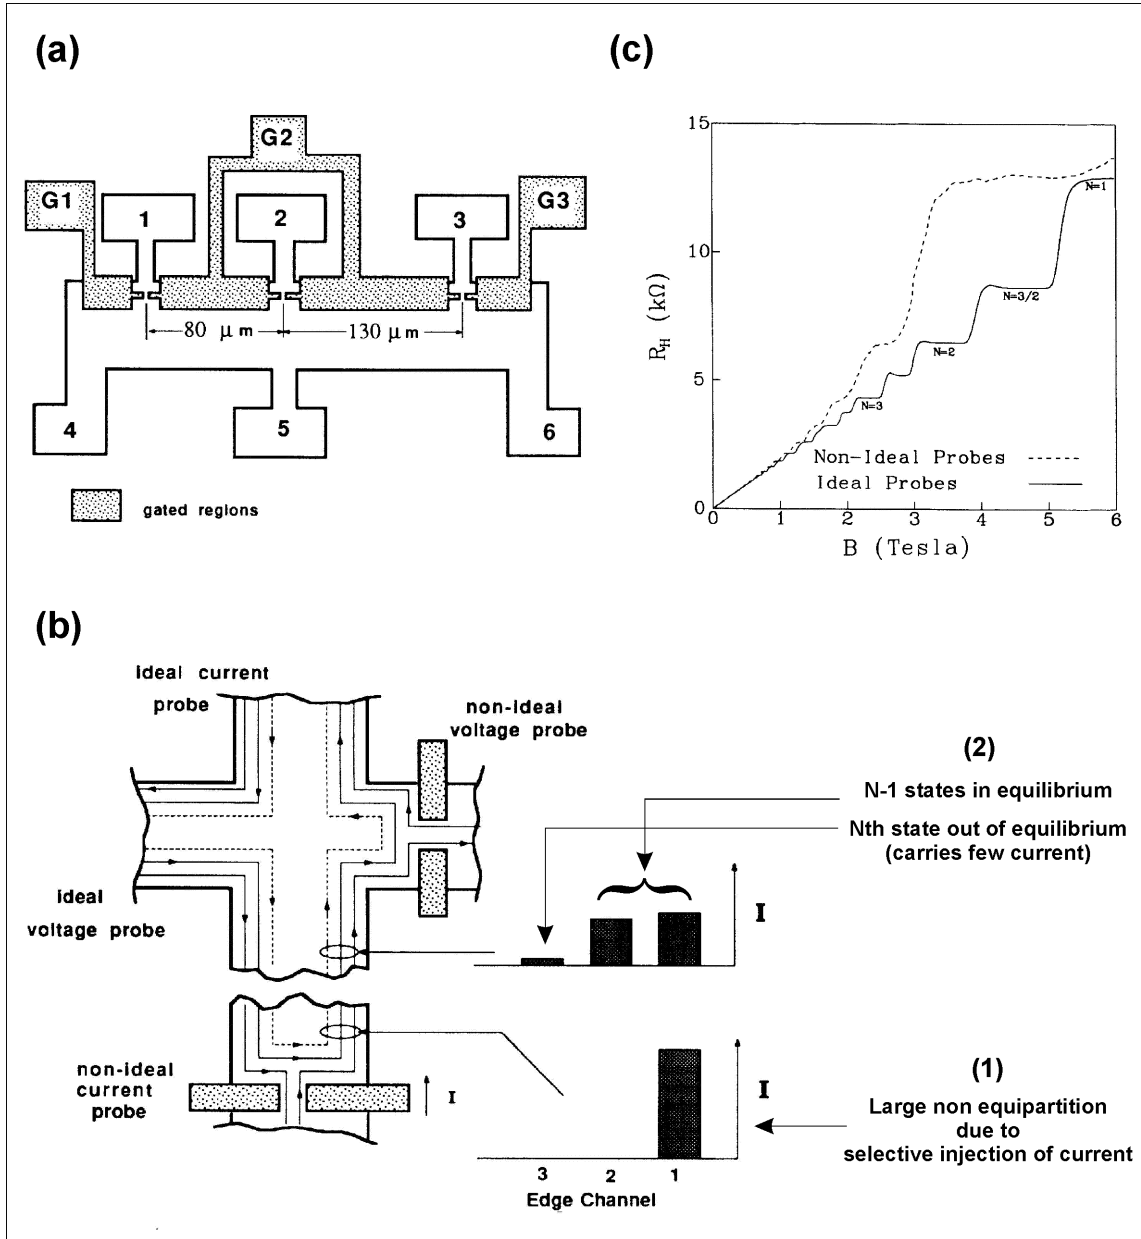 (a)
G2
G1
1
2
3
G3
80 μm
130 μm
4
5
6
gated regions
(c)
15
10
5
0
R_H (kΩ)
N=1
N=3/2
N=2
N=3
Non-Ideal Probes
Ideal Probes
0 1 2 3 4 5 6
B (Tesla)
(b)
ideal current
probe
non-ideal
voltage probe
ideal
voltage probe
non-ideal
current
probe
I
(2)
N-1 states in equilibrium
Nth state out of equilibrium
(carries few current)
I
I
(1)
Large non equipartition
due to
selective injection of current
3 2 1
Edge Channel